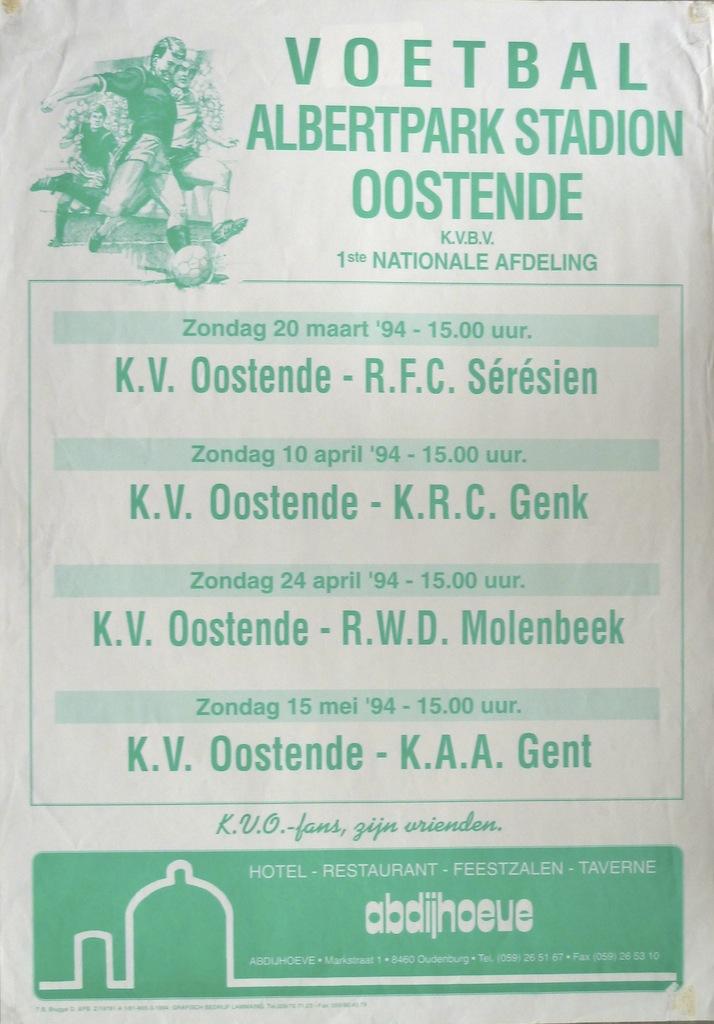 VOETBAL
ALBERTPARK STADION
OOSTENDE
K.V.B.V.
1ste NATIONALE AFDELING
Zondag 20 maart '94 - 15.00 uur.
K.V. Oostende - R.F.C. Sérésien
Zondag 10 april '94 - 15.00 uur.
K.V. Oostende - K.R.C. Genk
Zondag 24 april '94 - 15.00 uur.
K.V. Oostende - R.W.D. Molenbeek
Zondag 15 mei '94 - 15.00 uur.
K.V. Oostende - K.A.A. Gent
K.V.O.-fans, zijn vrienden.
HOTEL - RESTAURANT - FEESTZALEN - TAVERNE
abdijhoeve
ABDIJHOEVE • Markstraat 1 • 8460 Oudenburg • Tel. (059) 26 51 67 • Fax (059) 26 53 10
GRAFISCH BEDRIJF